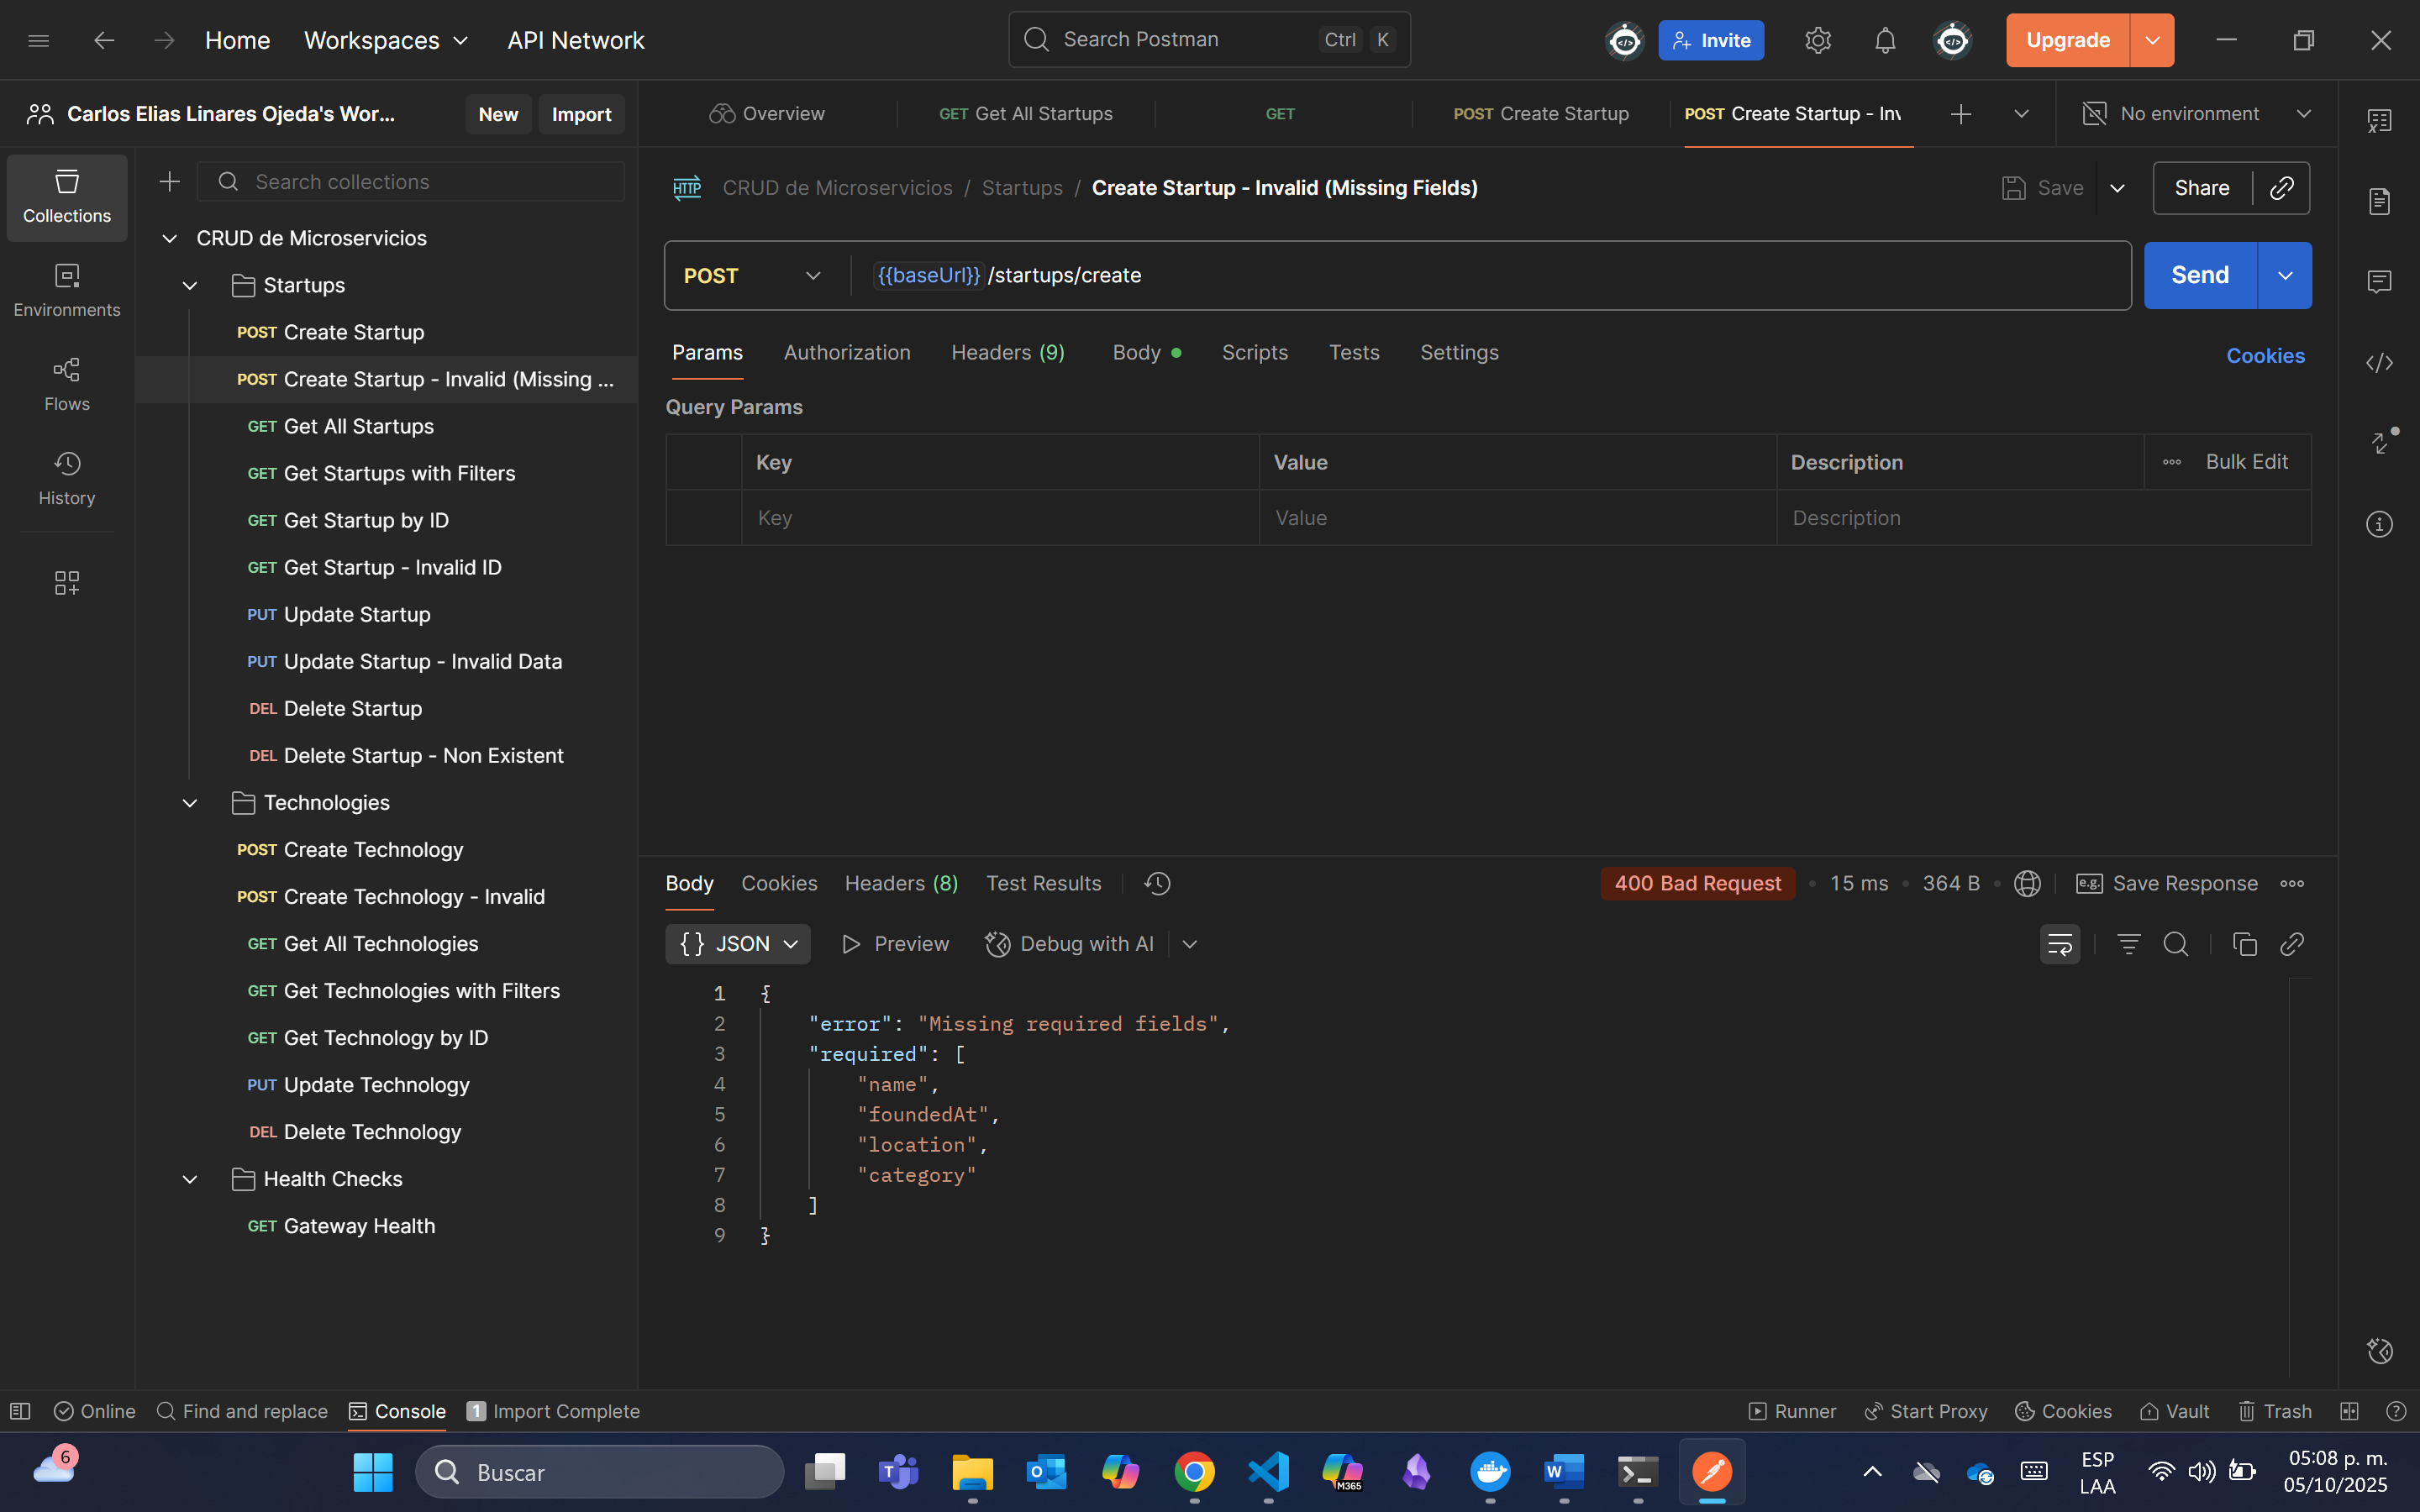 Home Workspaces API Network Search Postman Ctrl K Invite Upgrade
Carlos Elias Linares Ojeda's Wor... New Import Overview GET Get All Startups GET POST Create Startup POST Create Startup - Inv No environment
Collections
Environments
Flows
History
Search collections
CRUD de Microservicios
Startups
POST Create Startup
POST Create Startup - Invalid (Missing ...
GET Get All Startups
GET Get Startups with Filters
GET Get Startup by ID
GET Get Startup - Invalid ID
PUT Update Startup
PUT Update Startup - Invalid Data
DEL Delete Startup
DEL Delete Startup - Non Existent
Technologies
POST Create Technology
POST Create Technology - Invalid
GET Get All Technologies
GET Get Technologies with Filters
GET Get Technology by ID
PUT Update Technology
DEL Delete Technology
Health Checks
GET Gateway Health
HTTP CRUD de Microservicios / Startups / Create Startup - Invalid (Missing Fields) Save Share
POST {{baseUrl}}/startups/create Send
Params Authorization Headers (9) Body Scripts Tests Settings Cookies
Query Params
Key Value Description Bulk Edit
Key Value Description
Body Cookies Headers (8) Test Results 400 Bad Request 15 ms 364 B e.g. Save Response
{} JSON Preview Debug with AI
1 {
2 "error": "Missing required fields",
3 "required": [
4 "name",
5 "foundedAt",
6 "location",
7 "category"
8 ]
9 }
Online Find and replace Console 1 Import Complete Runner Start Proxy Cookies Vault Trash
6 Buscar M365 ESP 05:08 p. m.
LAA 05/10/2025